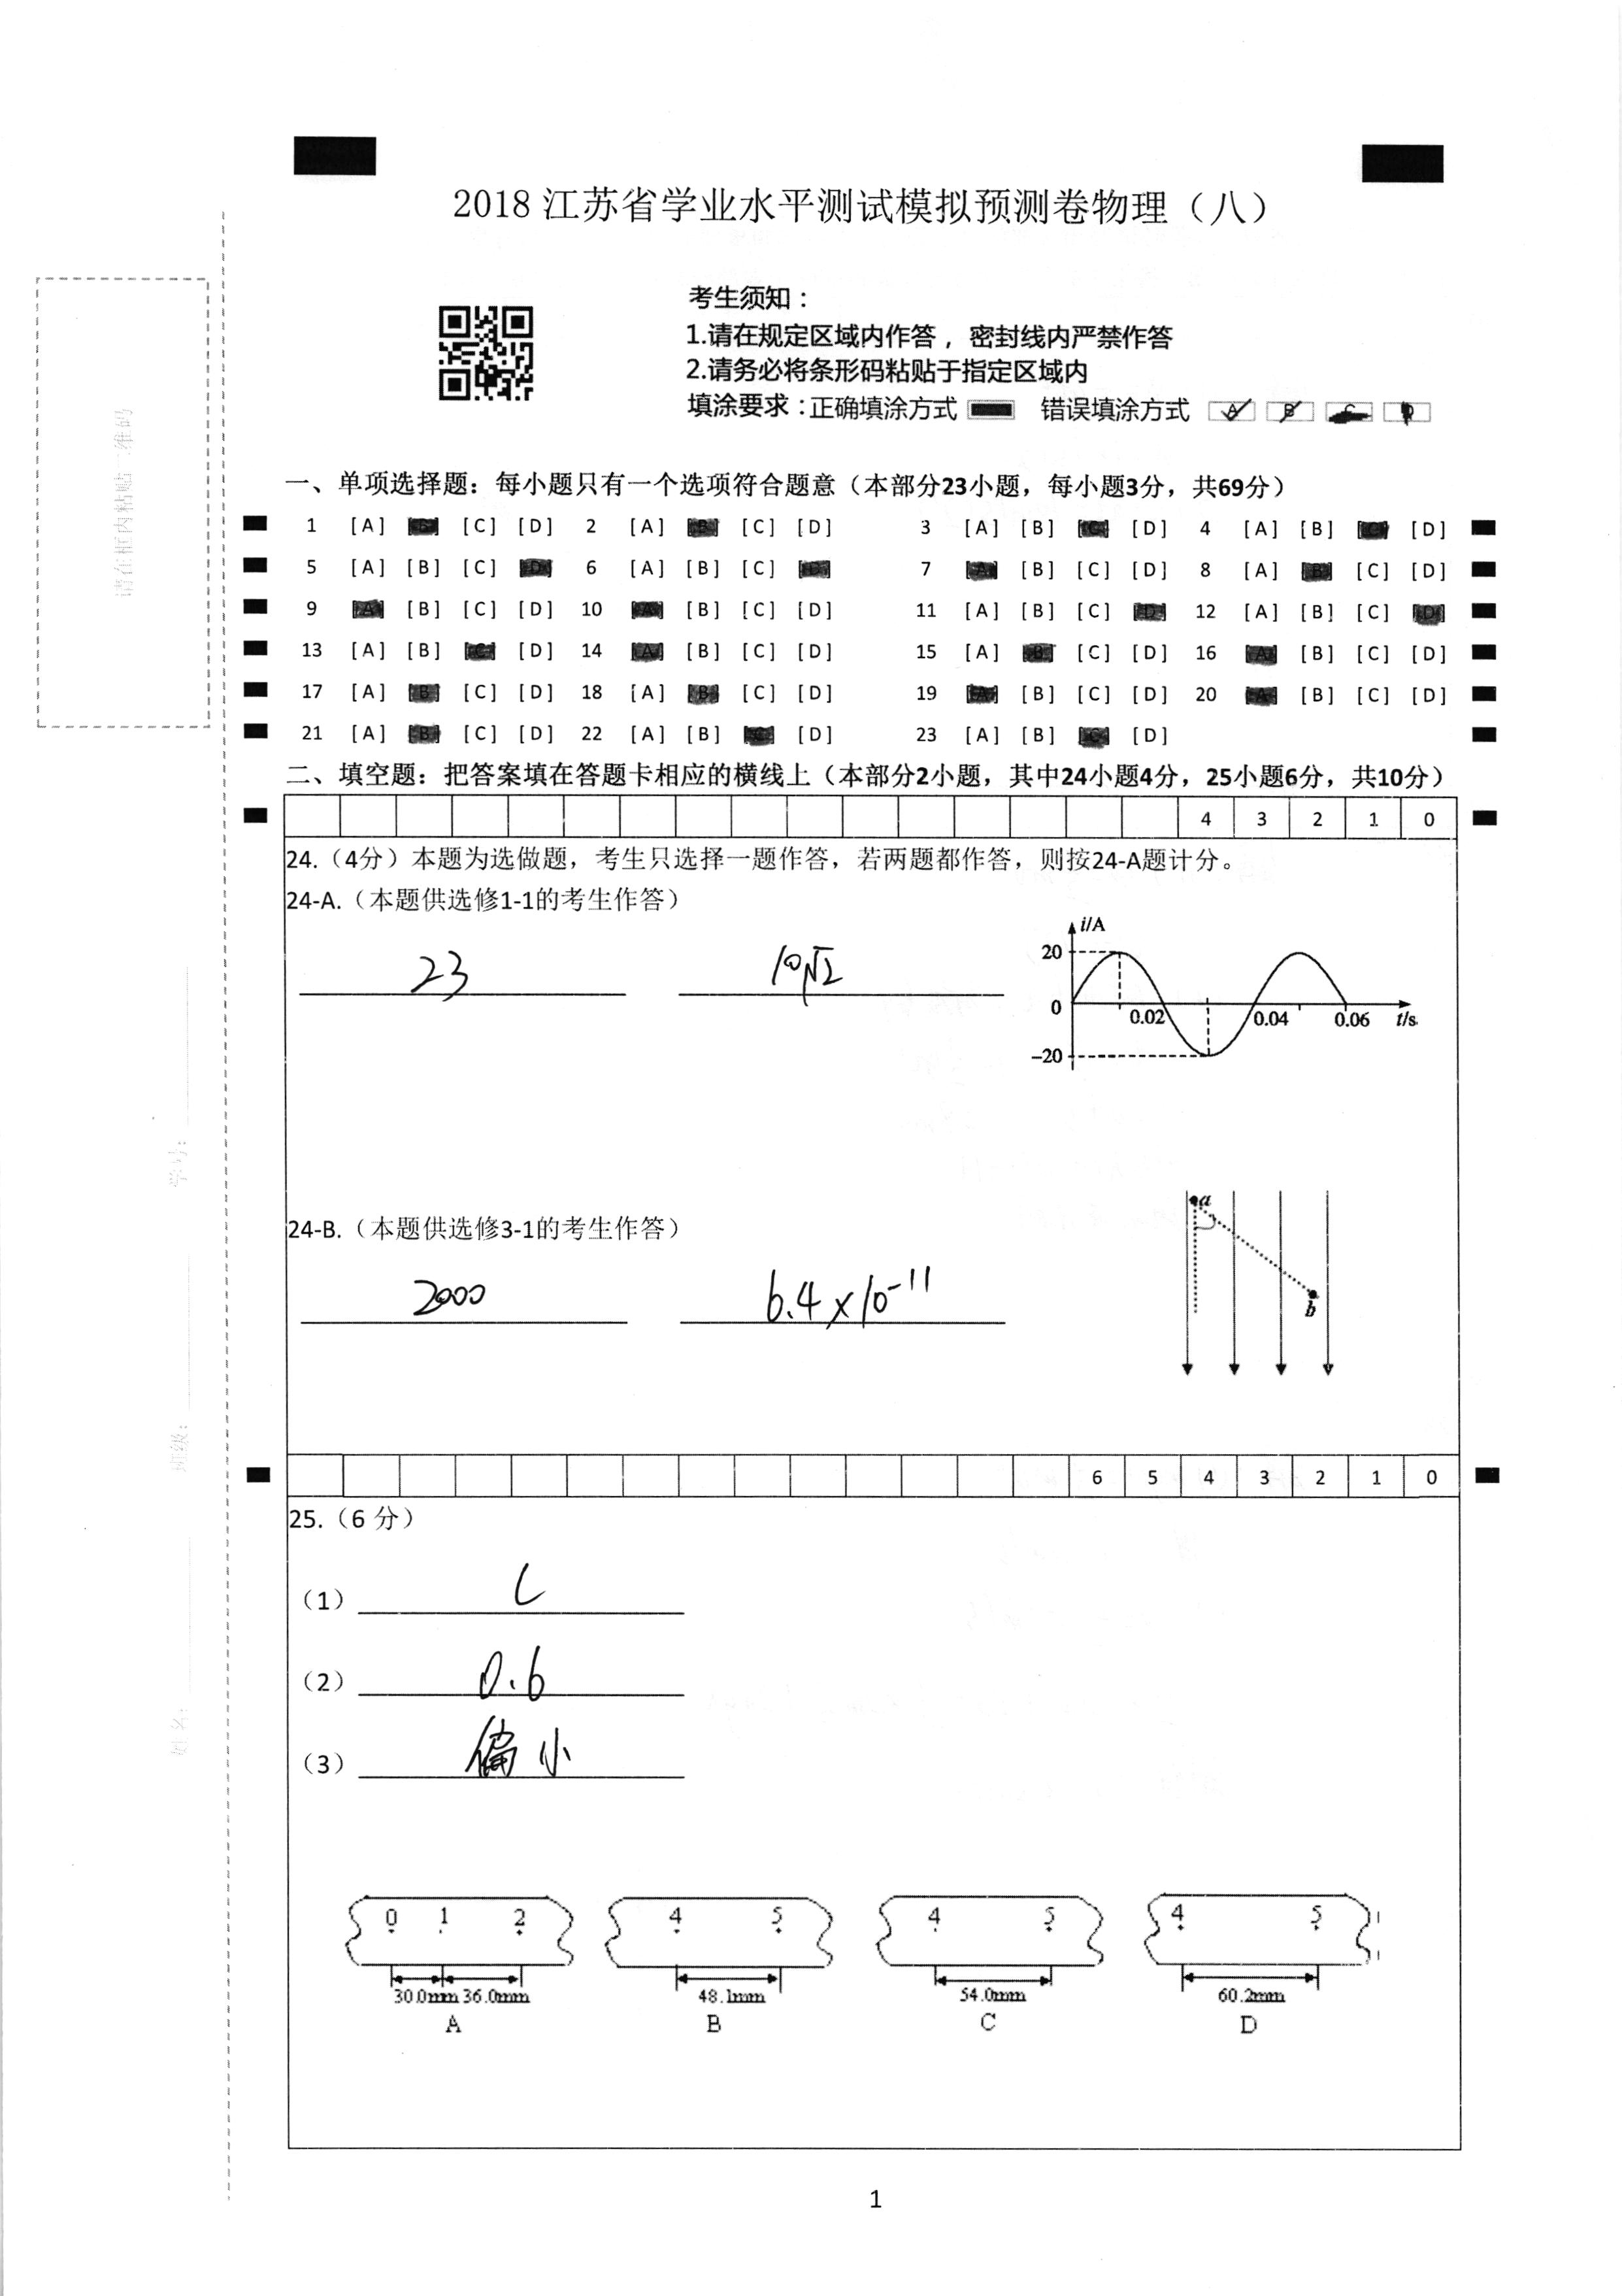 2018 江苏省学业水平测试模拟预测卷物理（八）
考生须知：
1.请在规定区域内作答， 密封线内严禁作答
2.请务必将条形码粘贴于指定区域内
填涂要求：正确填涂方式 错误填涂方式 A B C D
请在框内粘贴二维码
学号：
班级：
姓名：
一、单项选择题：每小题只有一个选项符合题意（本部分23小题，每小题3分，共69分）
1 [A] [B] [C] [D] 2 [A] [B] [C] [D] 3 [A] [B] [C] [D] 4 [A] [B] [C] [D]
5 [A] [B] [C] [D] 6 [A] [B] [C] [D] 7 [A] [B] [C] [D] 8 [A] [B] [C] [D]
9 [A] [B] [C] [D] 10 [A] [B] [C] [D] 11 [A] [B] [C] [D] 12 [A] [B] [C] [D]
13 [A] [B] [C] [D] 14 [A] [B] [C] [D] 15 [A] [B] [C] [D] 16 [A] [B] [C] [D]
17 [A] [B] [C] [D] 18 [A] [B] [C] [D] 19 [A] [B] [C] [D] 20 [A] [B] [C] [D]
21 [A] [B] [C] [D] 22 [A] [B] [C] [D] 23 [A] [B] [C] [D]
二、填空题：把答案填在答题卡相应的横线上（本部分2小题，其中24小题4分，25小题6分，共10分）
4 3 2 1 0
24.（4分）本题为选做题，考生只选择一题作答，若两题都作答，则按24-A题计分。
24-A.（本题供选修1-1的考生作答）
23 10√2
i/A
20
0 0.02 0.04 0.06 t/s
-20
24-B.（本题供选修3-1的考生作答）
2000 6.4×10⁻¹¹
a
b
6 5 4 3 2 1 0
25.（6 分）
（1） C
（2） 0.6
（3） 偏小
0 1 2 4 5 4 5 4 5
30.0mm 36.0mm 48.1mm 54.0mm 60.2mm
A B C D
1